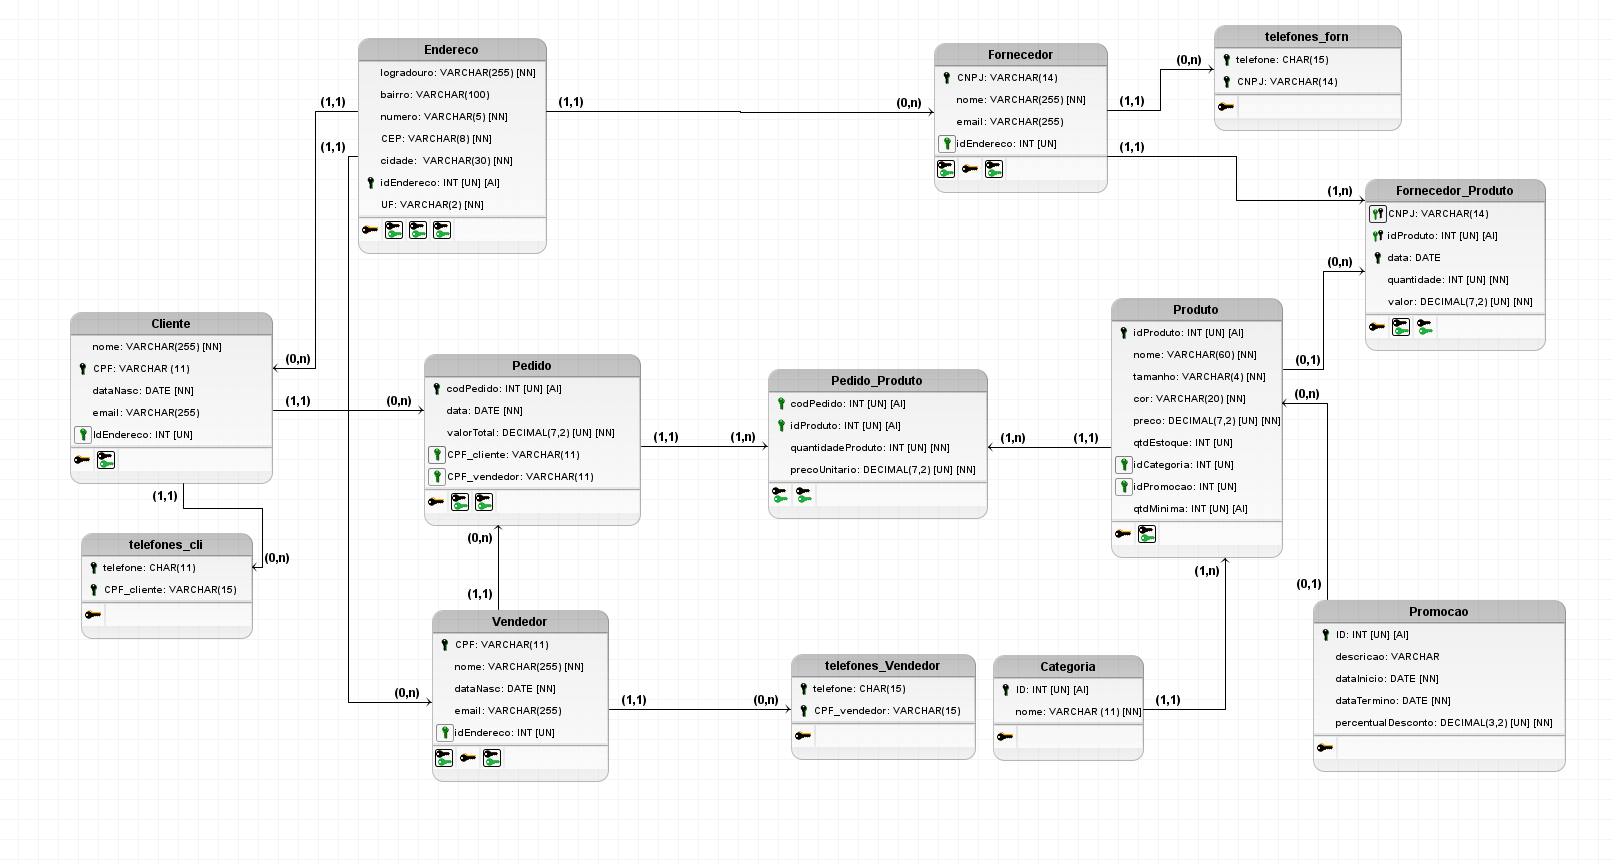 Endereco
logradouro: VARCHAR(255) [NN]
bairro: VARCHAR(100)
numero: VARCHAR(5) [NN]
CEP: VARCHAR(8) [NN]
cidade:  VARCHAR(30) [NN]
idEndereco: INT [UN] [AI]
UF: VARCHAR(2) [NN]
(1,1)
(1,1)
(1,1)
(0,n)
Fornecedor
CNPJ: VARCHAR(14)
nome: VARCHAR(255) [NN]
email: VARCHAR(255)
idEndereco: INT [UN]
(1,1)
(0,n)
(1,1)
(1,n)
telefones_forn
telefone: CHAR(15)
CNPJ: VARCHAR(14)
Fornecedor_Produto
CNPJ: VARCHAR(14)
idProduto: INT [UN] [AI]
data: DATE
quantidade: INT [UN] [NN]
valor: DECIMAL(7,2) [UN] [NN]
(0,n)
(0,1)
Cliente
nome: VARCHAR(255) [NN]
CPF: VARCHAR (11)
dataNasc: DATE [NN]
email: VARCHAR(255)
IdEndereco: INT [UN]
(0,n)
(1,1)
(0,n)
(1,1)
(0,n)
Pedido
codPedido: INT [UN] [AI]
data: DATE [NN]
valorTotal: DECIMAL(7,2) [UN] [NN]
CPF_cliente: VARCHAR(11)
CPF_vendedor: VARCHAR(11)
(1,1)
(1,n)
(0,n)
(1,1)
Pedido_Produto
codPedido: INT [UN] [AI]
idProduto: INT [UN] [AI]
quantidadeProduto: INT [UN] [NN]
precoUnitario: DECIMAL(7,2) [UN] [NN]
(1,n)
(1,1)
Produto
idProduto: INT [UN] [AI]
nome: VARCHAR(60) [NN]
tamanho: VARCHAR(4) [NN]
cor: VARCHAR(20) [NN]
preco: DECIMAL(7,2) [UN] [NN]
qtdEstoque: INT [UN]
idCategoria: INT [UN]
idPromocao: INT [UN]
qtdMinima: INT [UN] [AI]
(0,n)
(0,1)
(1,n)
telefones_cli
telefone: CHAR(11)
CPF_cliente: VARCHAR(15)
Vendedor
CPF: VARCHAR(11)
nome: VARCHAR(255) [NN]
dataNasc: DATE [NN]
email: VARCHAR(255)
idEndereco: INT [UN]
(0,n)
(1,1)
(0,n)
telefones_Vendedor
telefone: CHAR(15)
CPF_vendedor: VARCHAR(15)
Categoria
ID: INT [UN] [AI]
nome: VARCHAR (11) [NN]
(1,1)
Promocao
ID: INT [UN] [AI]
descricao: VARCHAR
dataInicio: DATE [NN]
dataTermino: DATE [NN]
percentualDesconto: DECIMAL(3,2) [UN] [NN]